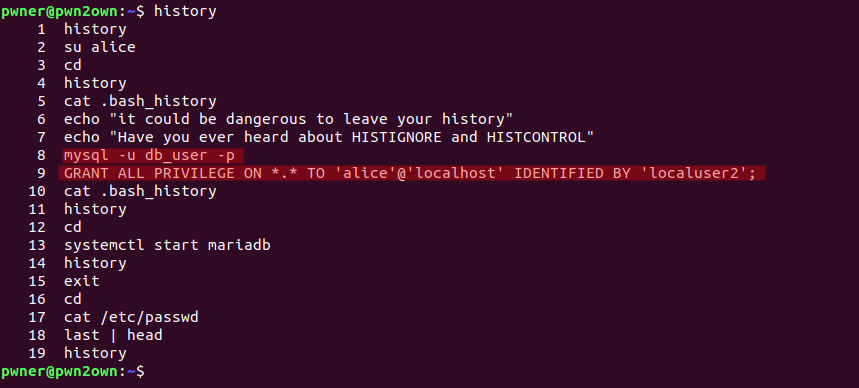 pwner@pwn2own:~$ history
1 history
2 su alice
3 cd
4 history
5 cat .bash_history
6 echo "it could be dangerous to leave your history"
7 echo "Have you ever heard about HISTIGNORE and HISTCONTROL"
8 mysql -u db_user -p
9 GRANT ALL PRIVILEGE ON *.* TO 'alice'@'localhost' IDENTIFIED BY 'localuser2';
10 cat .bash_history
11 history
12 cd
13 systemctl start mariadb
14 history
15 exit
16 cd
17 cat /etc/passwd
18 last | head
19 history
pwner@pwn2own:~$